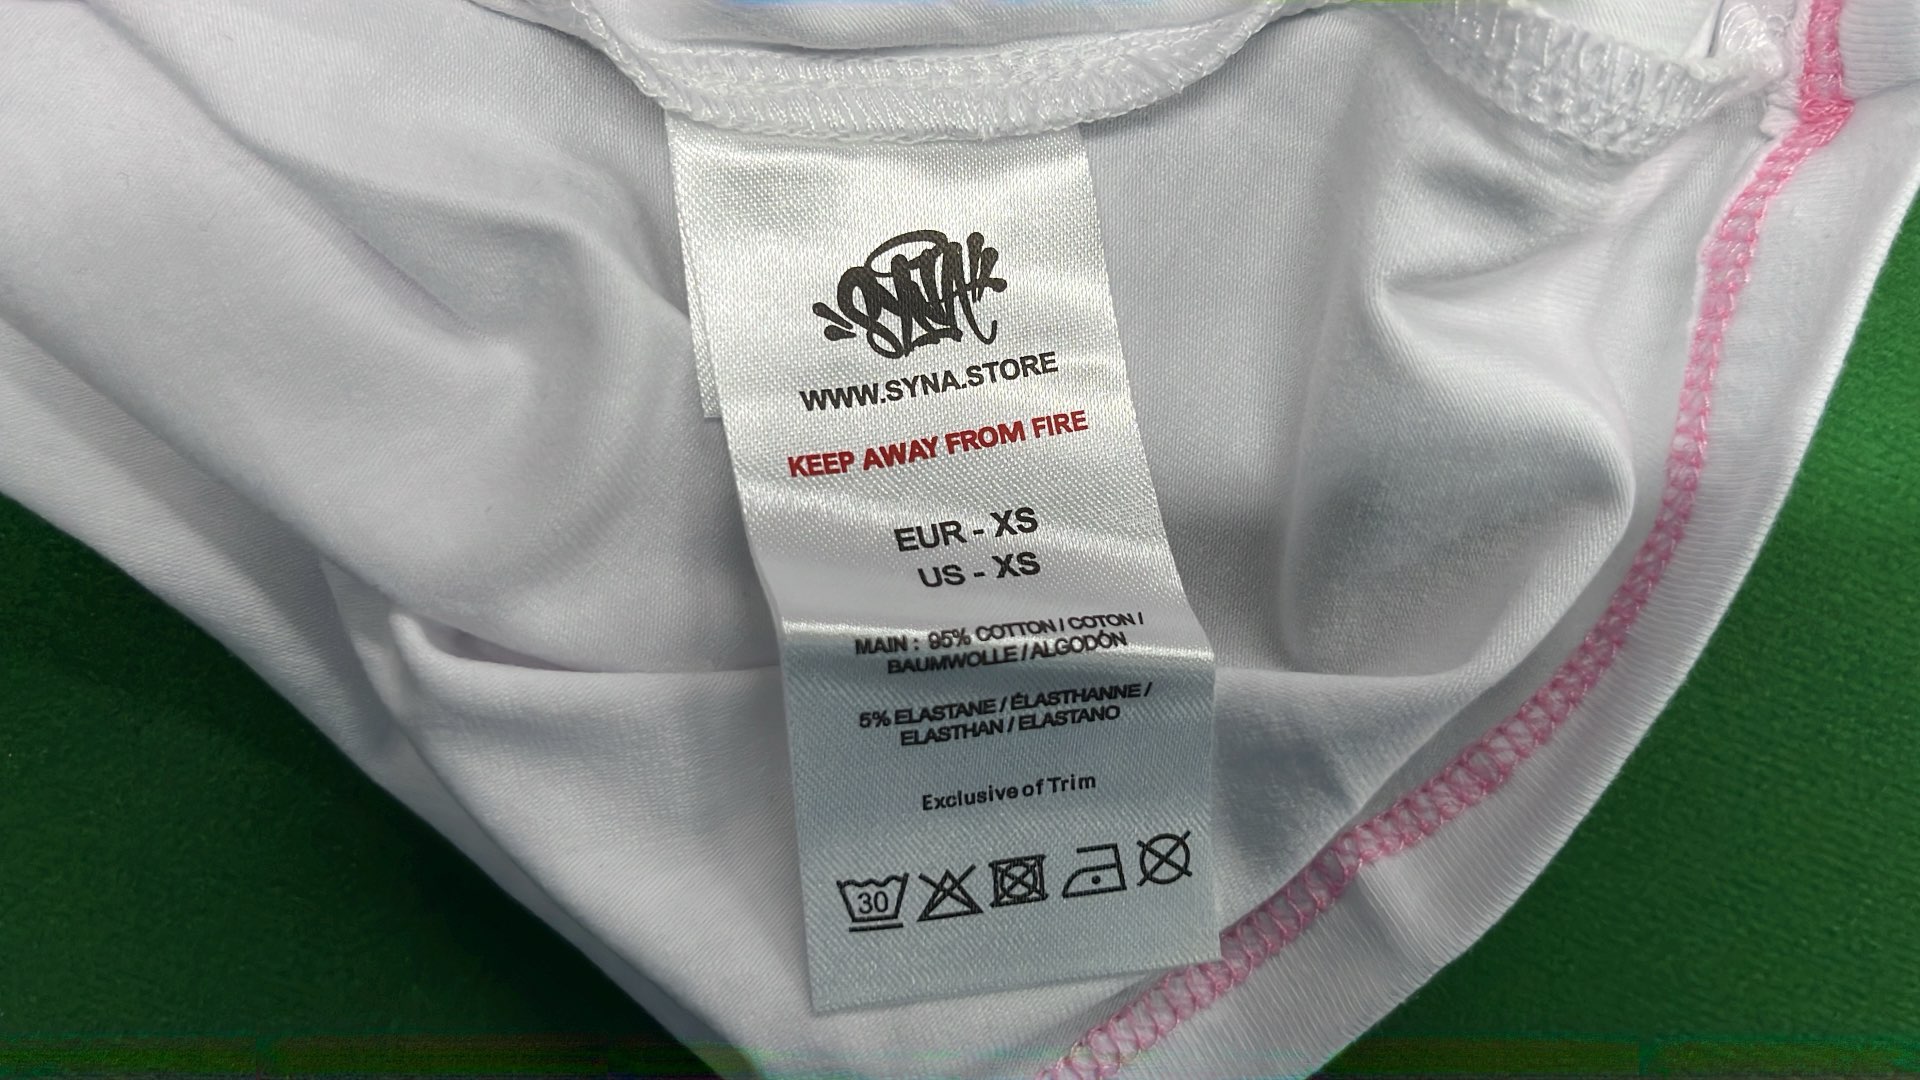 SYNA
WWW.SYNA.STORE
KEEP AWAY FROM FIRE
EUR - XS
US - XS
MAIN : 95% COTTON / COTON /
BAUMWOLLE / ALGODÓN
5% ELASTANE / ÉLASTHANNE /
ELASTHAN / ELASTANO
Exclusive of Trim
30